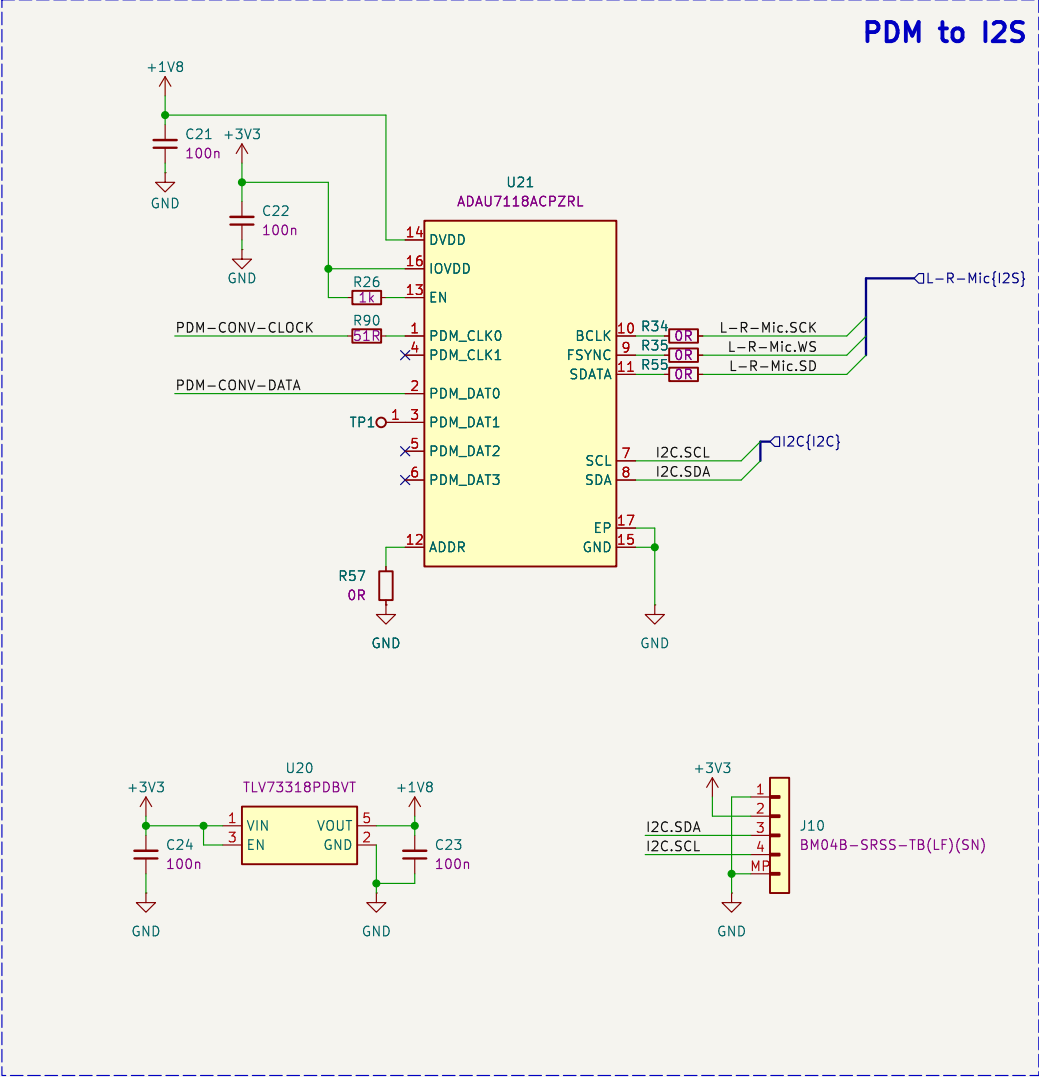 PDM to I2S
+1V8
C21
100n
GND
+3V3
C22
100n
GND
U21
ADAU7118ACPZRL
14 DVDD
16 IOVDD
R26
1k
13 EN
PDM-CONV-CLOCK
R90
51R
1 PDM_CLK0
4 PDM_CLK1
PDM-CONV-DATA
2 PDM_DAT0
TP1 1 3 PDM_DAT1
5 PDM_DAT2
6 PDM_DAT3
12 ADDR
R57
0R
GND
BCLK 10 R34 0R L-R-Mic.SCK
FSYNC 9 R35 0R L-R-Mic.WS
SDATA 11 R55 0R L-R-Mic.SD
L-R-Mic{I2S}
SCL 7 I2C.SCL
SDA 8 I2C.SDA
I2C{I2C}
EP 17
GND 15
GND
U20
TLV73318PDBVT
+3V3
1 VIN
3 EN
VOUT 5
GND 2
+1V8
C24
100n
GND
C23
100n
GND
+3V3
1
2
I2C.SDA 3
I2C.SCL 4
MP
J10
BM04B-SRSS-TB(LF)(SN)
GND